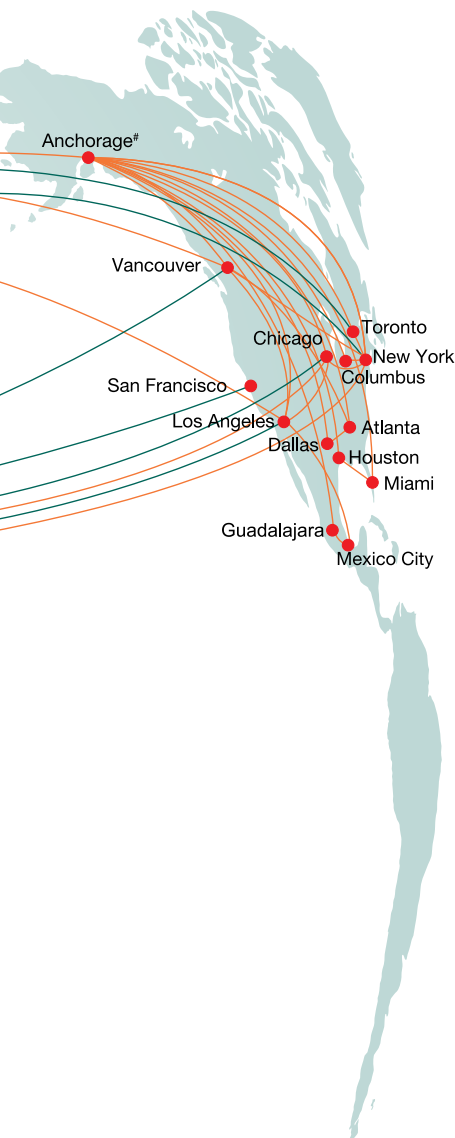 Anchorage#
Vancouver
Toronto
Chicago
New York
Columbus
San Francisco
Los Angeles
Atlanta
Dallas
Houston
Miami
Guadalajara
Mexico City